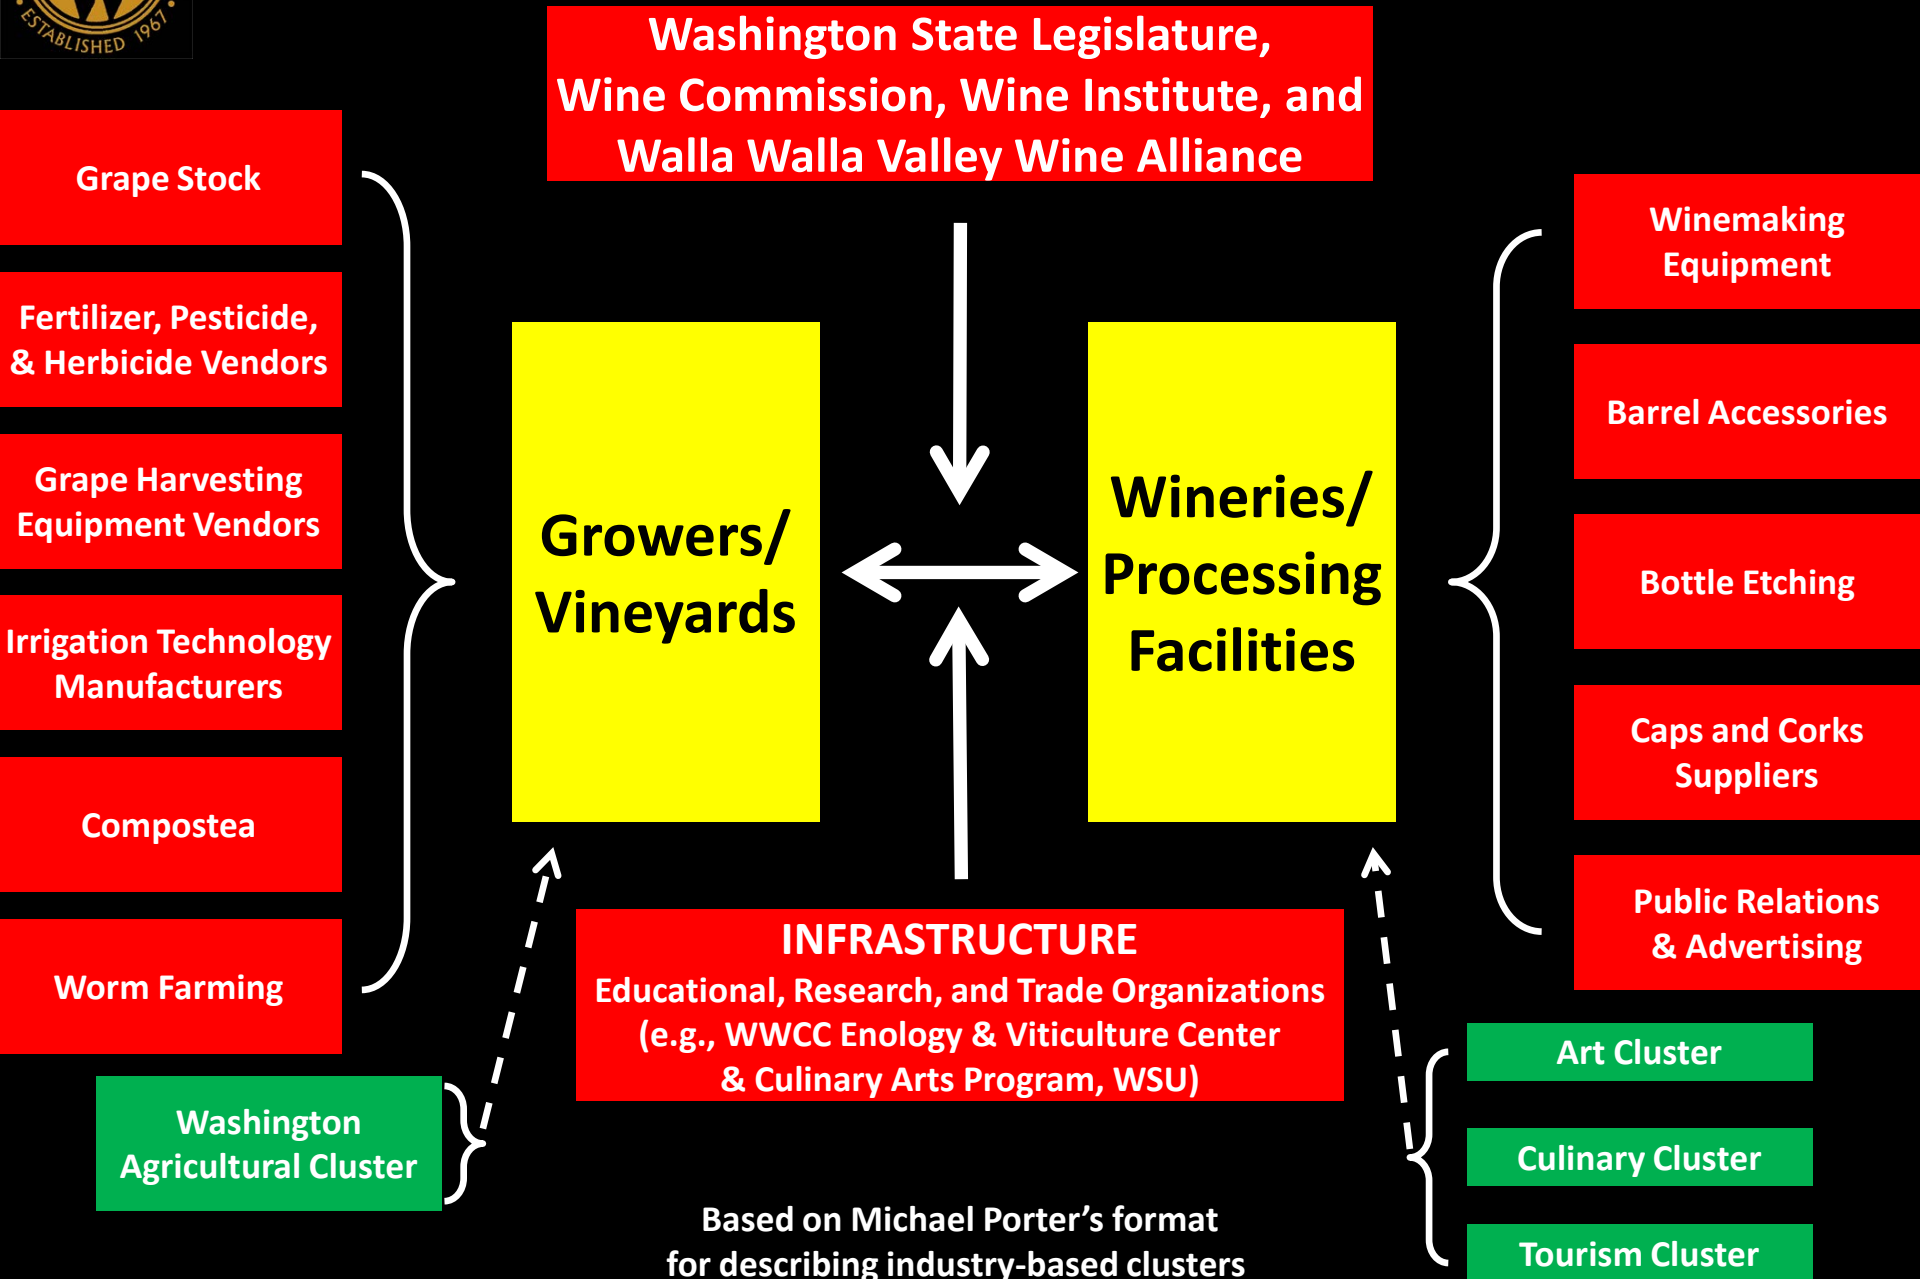 ESTABLISHED 1967
Washington State Legislature,
Wine Commission, Wine Institute, and
Walla Walla Valley Wine Alliance
Grape Stock
Fertilizer, Pesticide,
& Herbicide Vendors
Grape Harvesting
Equipment Vendors
Irrigation Technology
Manufacturers
Compostea
Worm Farming
Washington
Agricultural Cluster
Growers/
Vineyards
Wineries/
Processing
Facilities
INFRASTRUCTURE
Educational, Research, and Trade Organizations
(e.g., WWCC Enology & Viticulture Center
& Culinary Arts Program, WSU)
Winemaking
Equipment
Barrel Accessories
Bottle Etching
Caps and Corks
Suppliers
Public Relations
& Advertising
Art Cluster
Culinary Cluster
Tourism Cluster
Based on Michael Porter’s format
for describing industry-based clusters